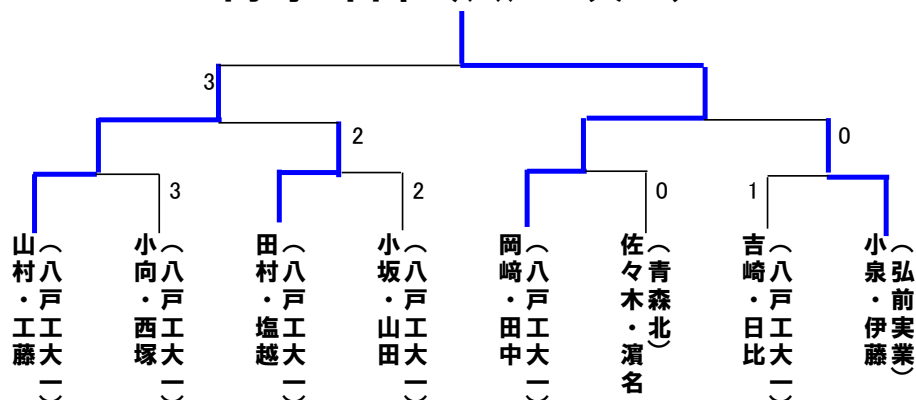 3
2
0
3
2
0
1
山村・工藤
(八戸工大一)
小向・西塚
(八戸工大一)
田村・塩越
(八戸工大一)
小坂・山田
(八戸工大一)
岡﨑・田中
(八戸工大一)
佐々木・濵名
(青森北)
吉崎・日比
(八戸工大一)
小泉・伊藤
(弘前実業)